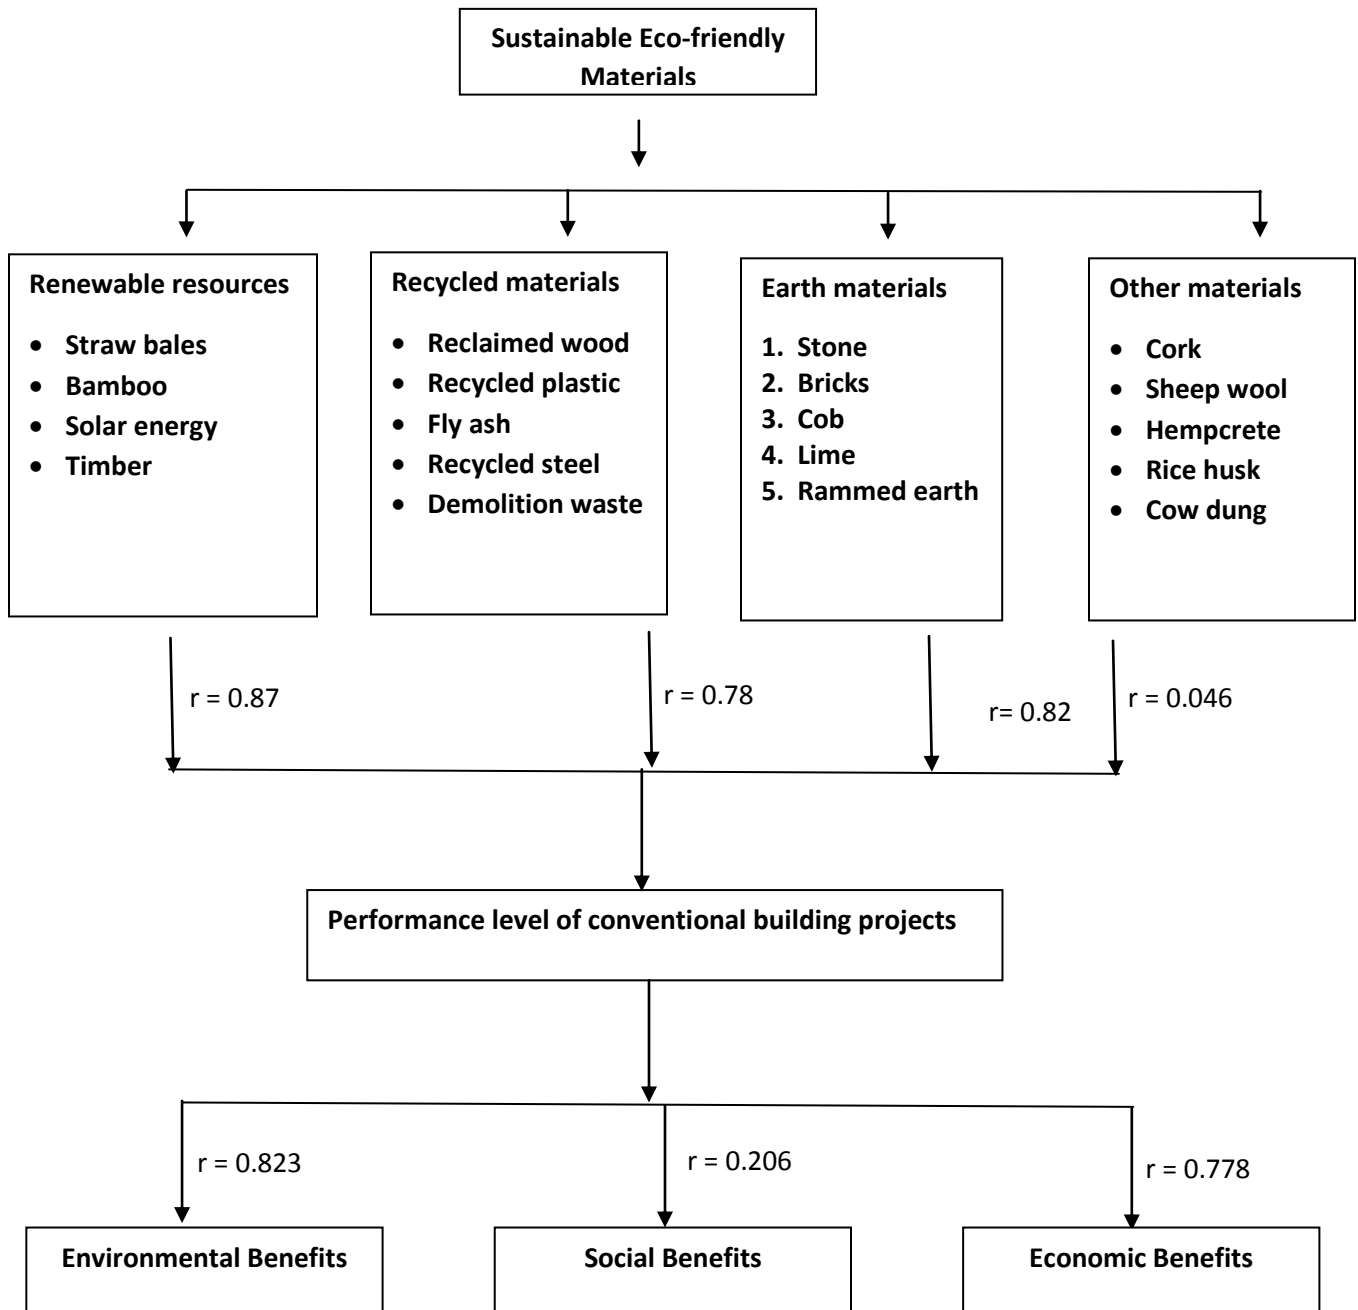 Sustainable Eco-friendly
Materials
Renewable resources
• Straw bales
• Bamboo
• Solar energy
• Timber
Recycled materials
• Reclaimed wood
• Recycled plastic
• Fly ash
• Recycled steel
• Demolition waste
Earth materials
1. Stone
2. Bricks
3. Cob
4. Lime
5. Rammed earth
Other materials
• Cork
• Sheep wool
• Hempcrete
• Rice husk
• Cow dung
r = 0.87
r = 0.78
r= 0.82
r = 0.046
Performance level of conventional building projects
r = 0.823
r = 0.206
r = 0.778
Environmental Benefits
Social Benefits
Economic Benefits